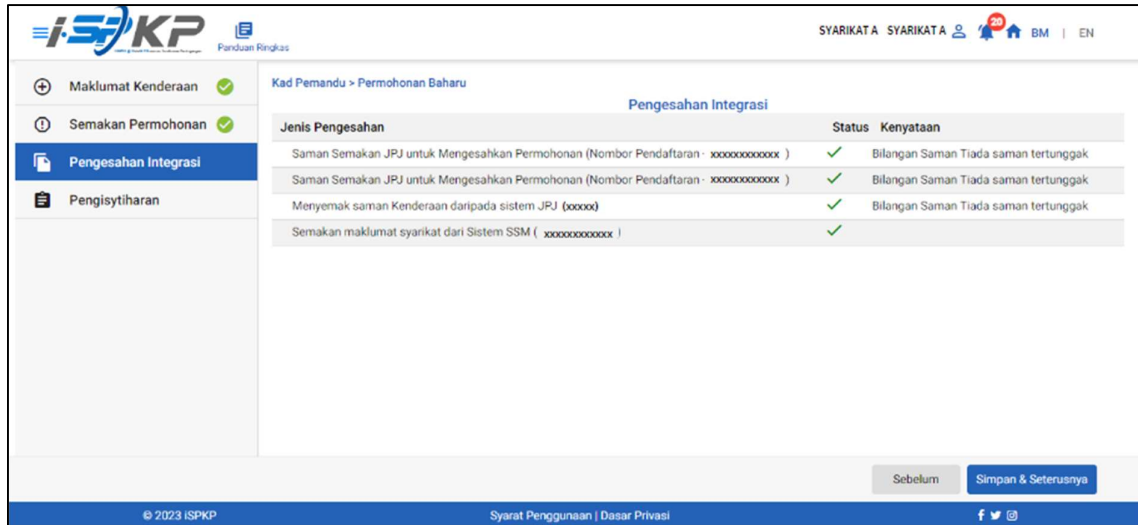 i-SPKP
Panduan Ringkas
SYARIKAT A SYARIKAT A
20
BM | EN
Maklumat Kenderaan
Semakan Permohonan
Pengesahan Integrasi
Pengisytiharan
Kad Pemandu > Permohonan Baharu
Pengesahan Integrasi
Jenis Pengesahan Status Kenyataan
Saman Semakan JPJ untuk Mengesahkan Permohonan (Nombor Pendaftaran - xxxxxxxxxxxx ) Bilangan Saman Tiada saman tertunggak
Saman Semakan JPJ untuk Mengesahkan Permohonan (Nombor Pendaftaran - xxxxxxxxxxxx ) Bilangan Saman Tiada saman tertunggak
Menyemak saman Kenderaan daripada sistem JPJ (xxxxx) Bilangan Saman Tiada saman tertunggak
Semakan maklumat syarikat dari Sistem SSM ( xxxxxxxxxxxx )
Sebelum Simpan & Seterusnya
© 2023 iSPKP Syarat Penggunaan | Dasar Privasi